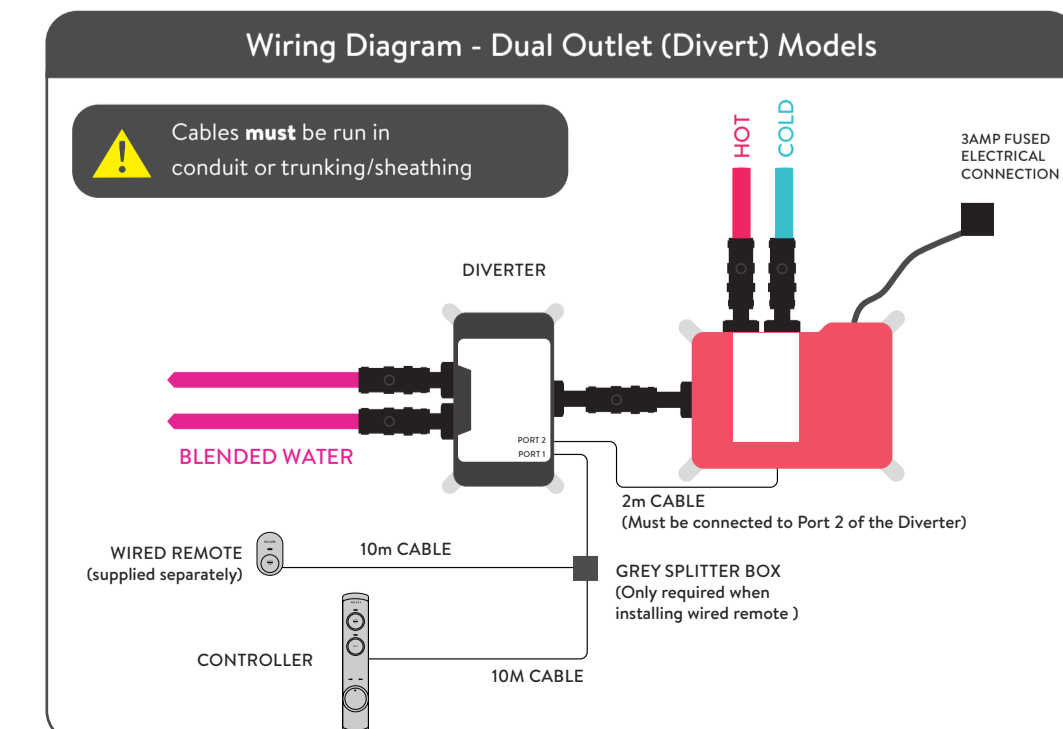 Wiring Diagram - Dual Outlet (Divert) Models
Cables must be run in
conduit or trunking/sheathing
HOT
COLD
3AMP FUSED
ELECTRICAL
CONNECTION
DIVERTER
PORT 2
PORT 1
BLENDED WATER
2m CABLE
(Must be connected to Port 2 of the Diverter)
WIRED REMOTE
(supplied separately)
10m CABLE
GREY SPLITTER BOX
(Only required when
installing wired remote )
CONTROLLER
10M CABLE